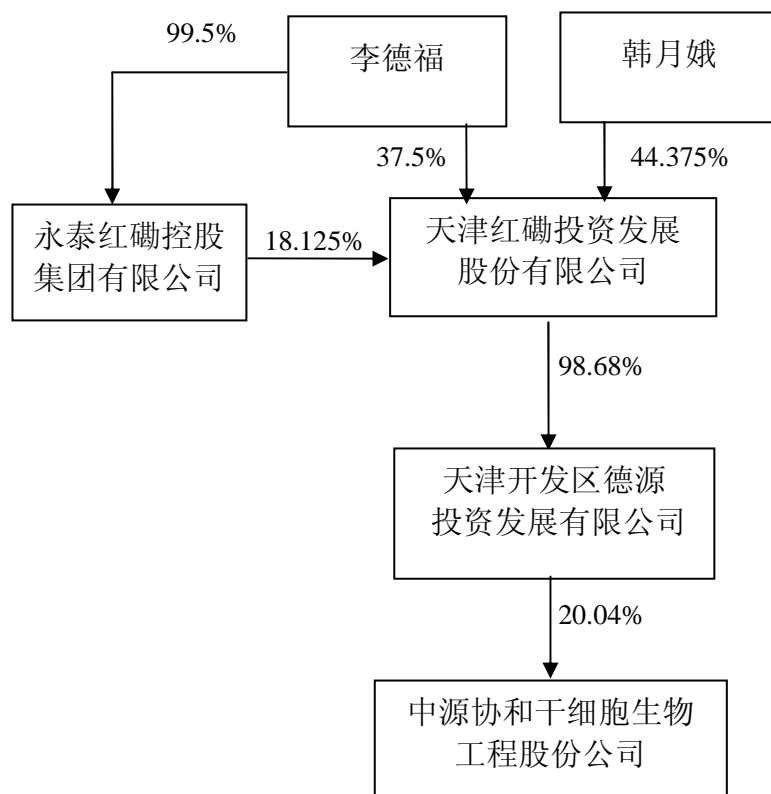 99.5%
李德福
韩月娥
37.5%
44.375%
永泰红磡控股
集团有限公司
18.125%
天津红磡投资发展
股份有限公司
98.68%
天津开发区德源
投资发展有限公司
20.04%
中源协和干细胞生物
工程股份公司